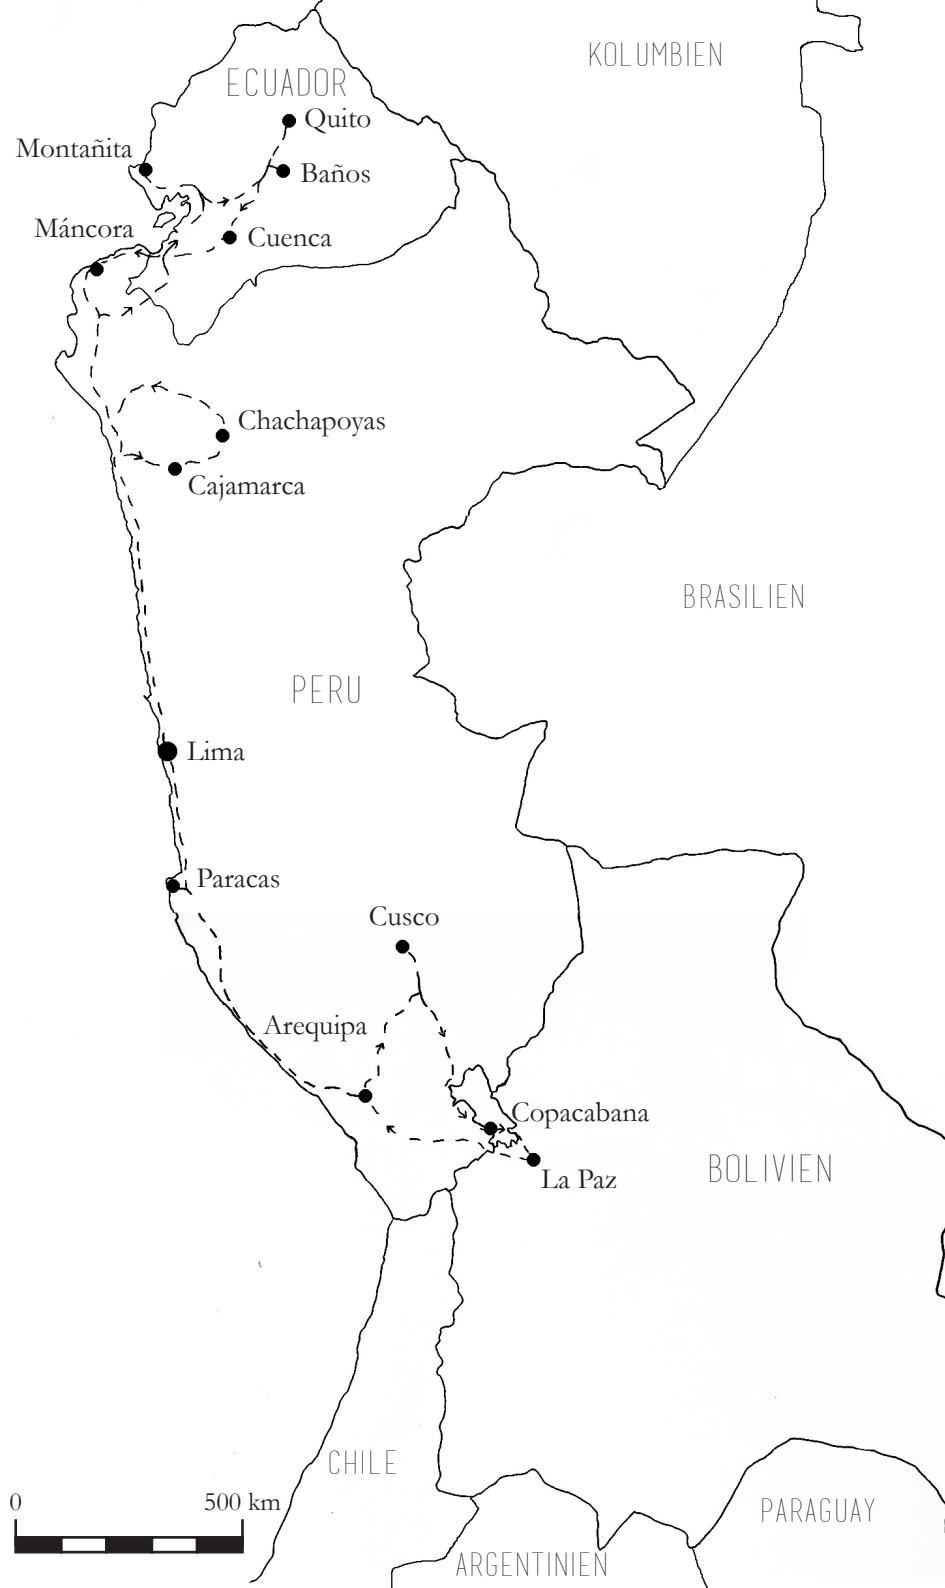 KOLUMBIEN
ECUADOR
Quito
Montañita
Baños
Máncora
Cuenca
Chachapoyas
Cajamarca
BRASILIEN
PERU
Lima
Paracas
Cusco
Arequipa
Copacabana
BOLIVIEN
La Paz
CHILE
0 500 km
PARAGUAY
ARGENTINIEN